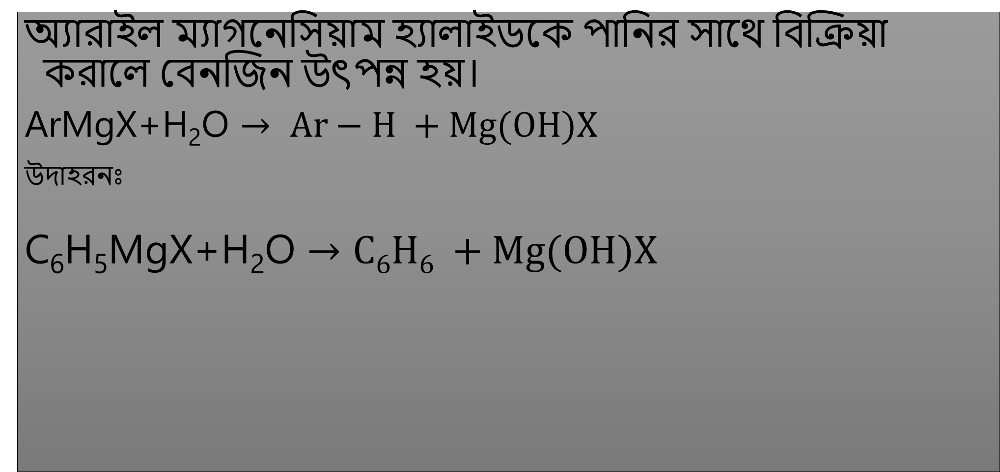 অ্যারাইল ম্যাগনেসিয়াম হ্যালাইডকে পানির সাথে বিক্রিয়া
করালে বেনজিন উৎপন্ন হয়।
ArMgX+H₂O → Ar − H + Mg(OH)X
উদাহরনঃ
C₆H₅MgX+H₂O → C₆H₆ + Mg(OH)X